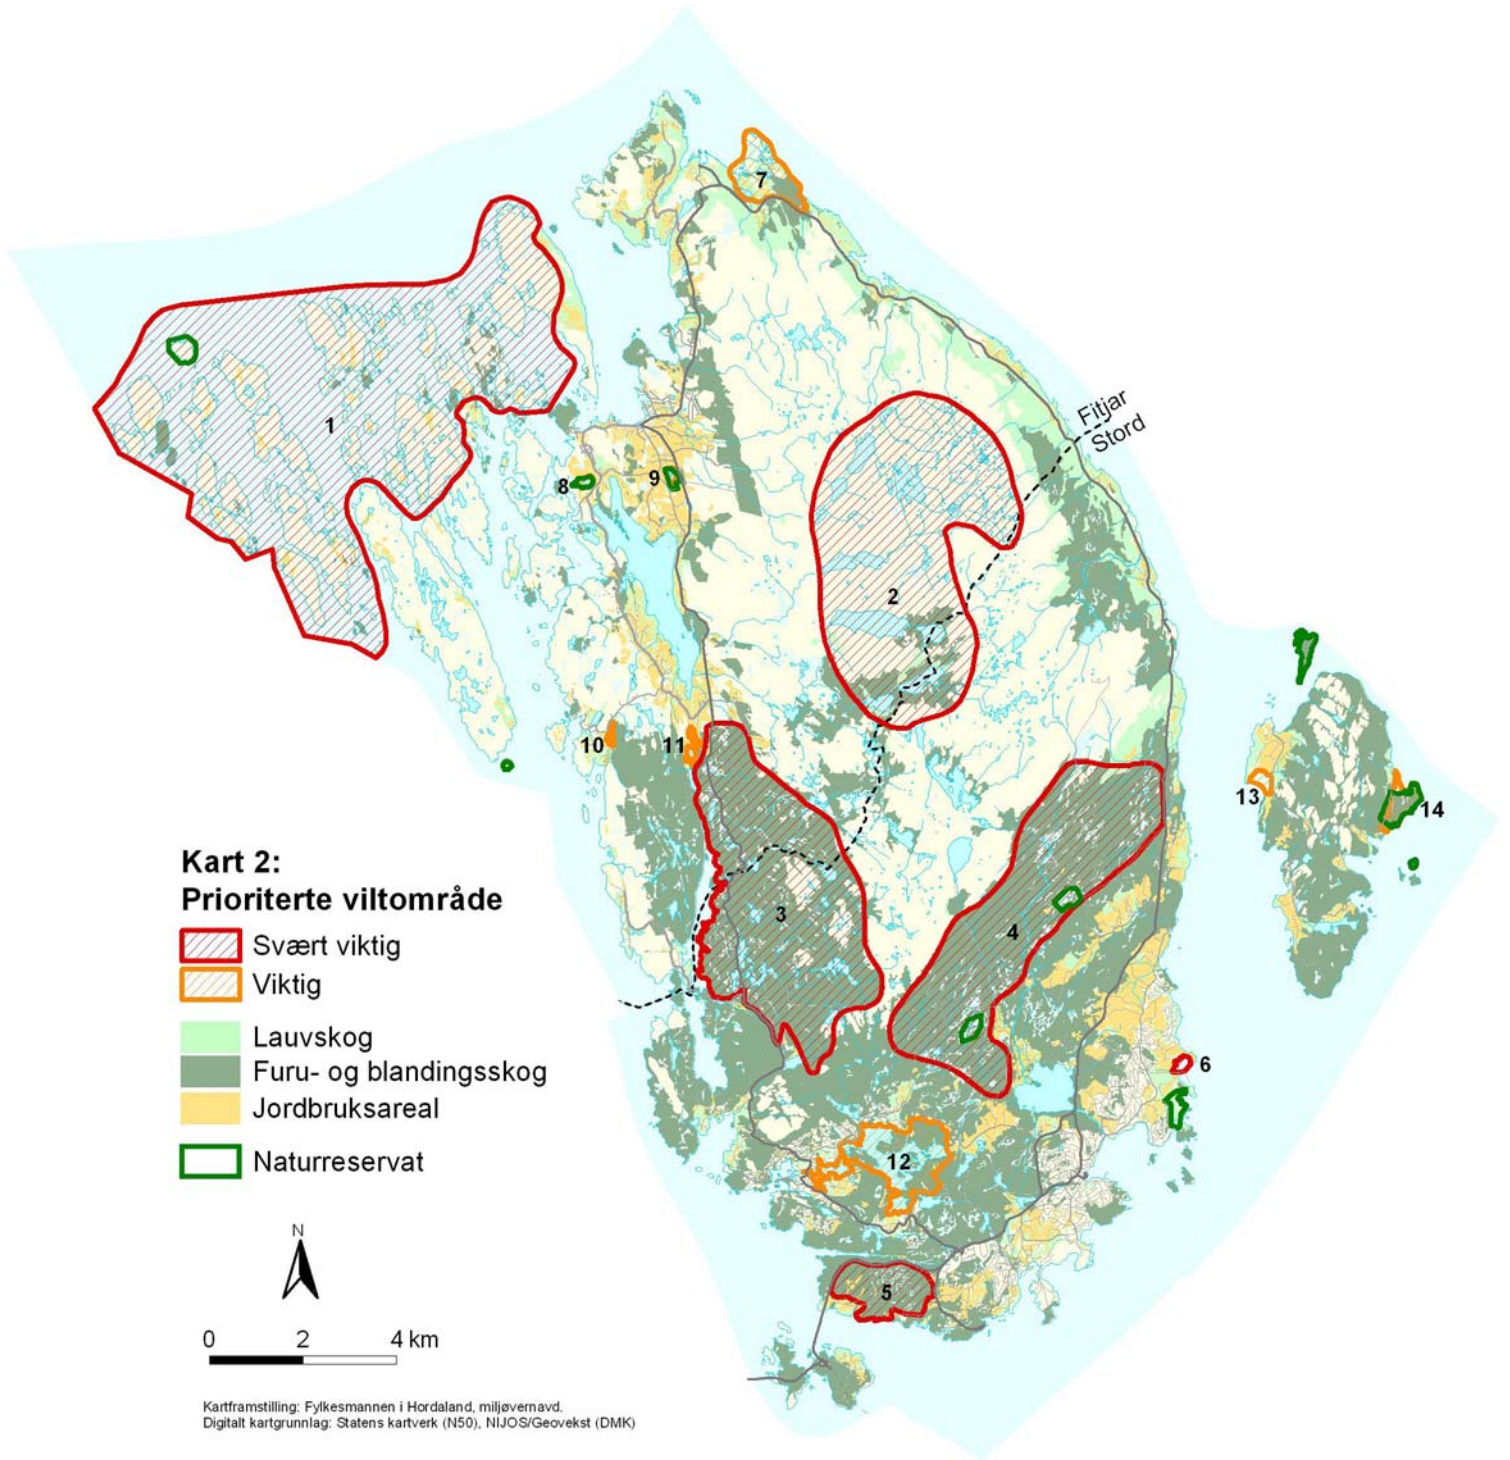 7
1
Fitjar
Stord
8
9
2
10
11
13
14
3
4
6
12
5
Kart 2:
Prioriterte viltområde
Svært viktig
Viktig
Lauvskog
Furu- og blandingsskog
Jordbruksareal
Naturreservat
N
0 2 4 km
Kartframstilling: Fylkesmannen i Hordaland, miljøvernavd.
Digitalt kartgrunnlag: Statens kartverk (N50), NIJOS/Geovekst (DMK)